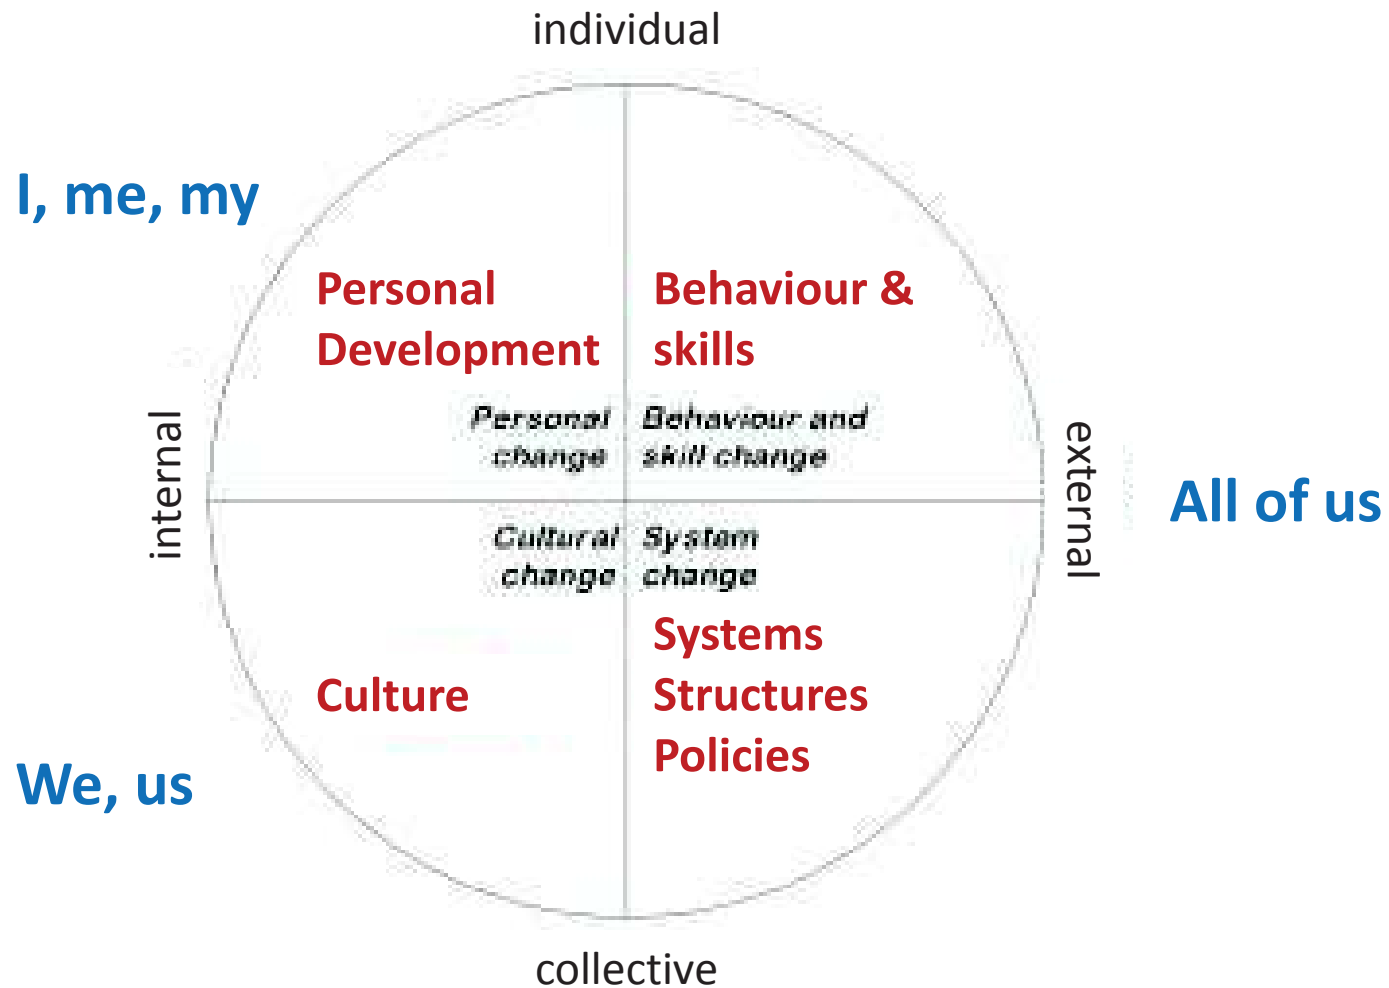 individual
I, me, my
Personal
Development
Behaviour &
skills
Personal
change
Behaviour and
skill change
internal
external
All of us
Cultural
change
System
change
Systems
Structures
Policies
Culture
We, us
collective